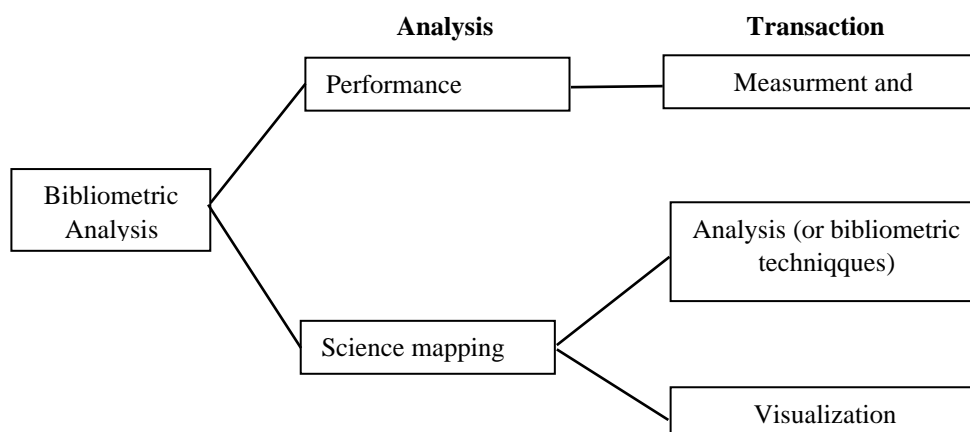 Analysis
Transaction
Performance
Measurment and
Bibliometric
Analysis
Analysis (or bibliometric
techniqques)
Science mapping
Visualization